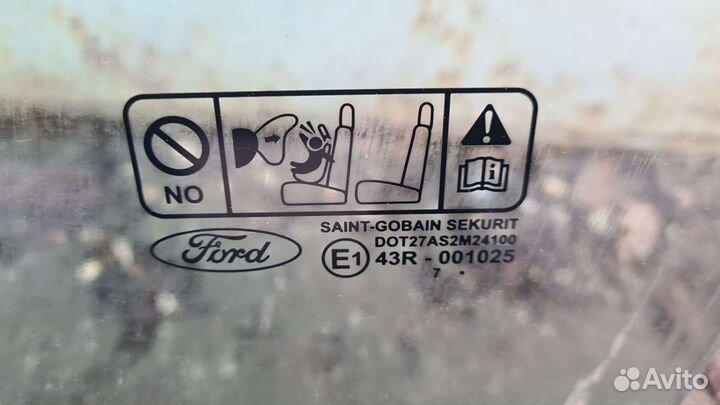 NO
SAINT-GOBAIN SEKURIT
DOT27AS2M24100
Ford
E1 43R - 001025
7 .
Avito